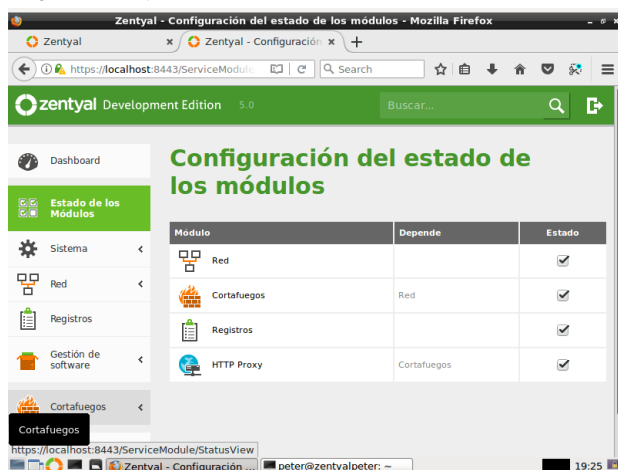 Zentyal - Configuración del estado de los módulos - Mozilla Firefox
Zentyal
Zentyal - Configuración
https://localhost:8443/ServiceModule
Search
zentyal Development Edition 5.0
Buscar...
Dashboard
Configuración del estado de
los módulos
Estado de los
Módulos
Módulo Depende Estado
Sistema
Red
Red
Cortafuegos Red
Registros
Registros
Gestión de
software
HTTP Proxy Cortafuegos
Cortafuegos
Cortafuegos
https://localhost:8443/ServiceModule/StatusView
Zentyal - Configuración ...
peter@zentyalpeter: ~
19:25